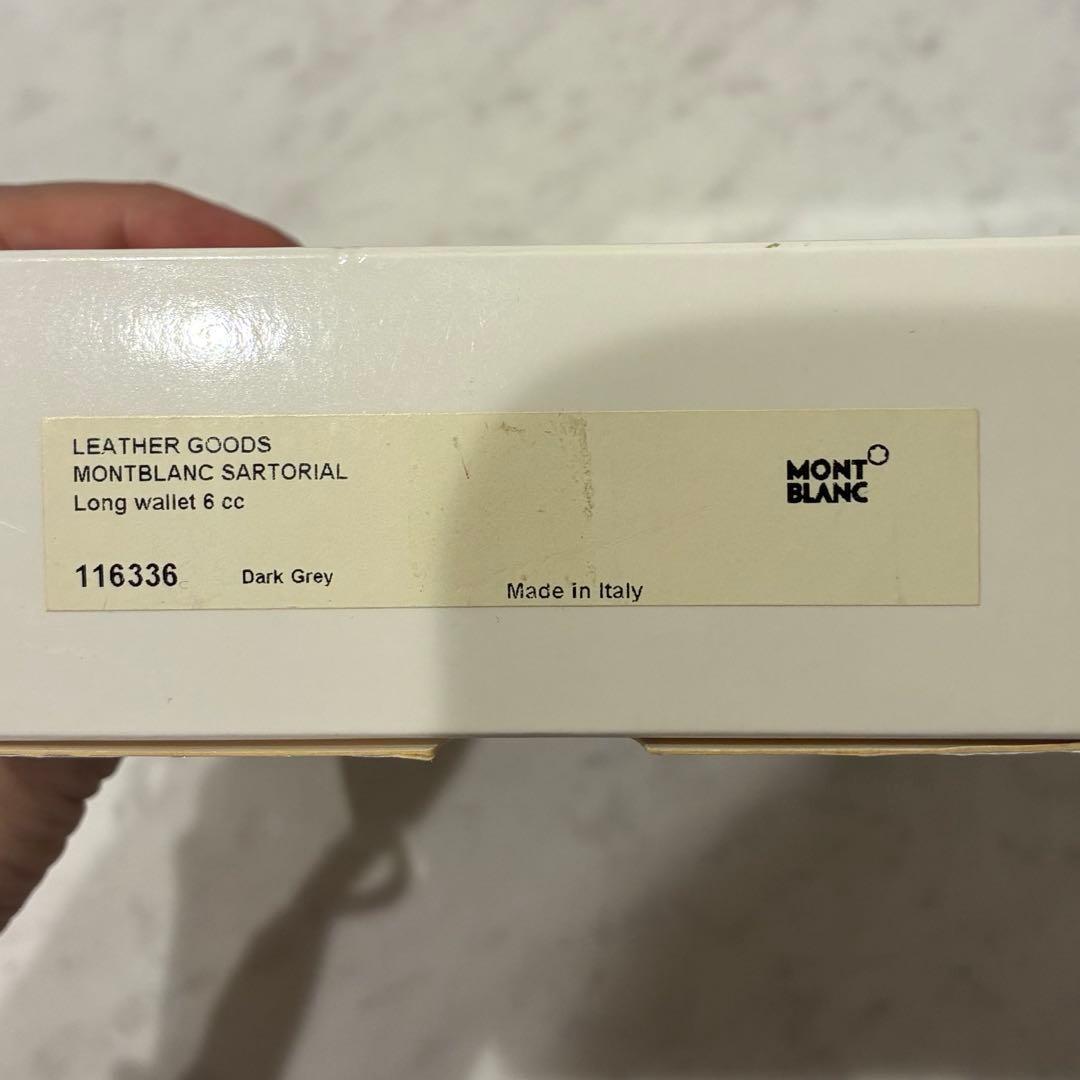 LEATHER GOODS
MONTBLANC SARTORIAL
Long wallet 6 cc
116336 Dark Grey
Made in Italy
MONT
BLANC